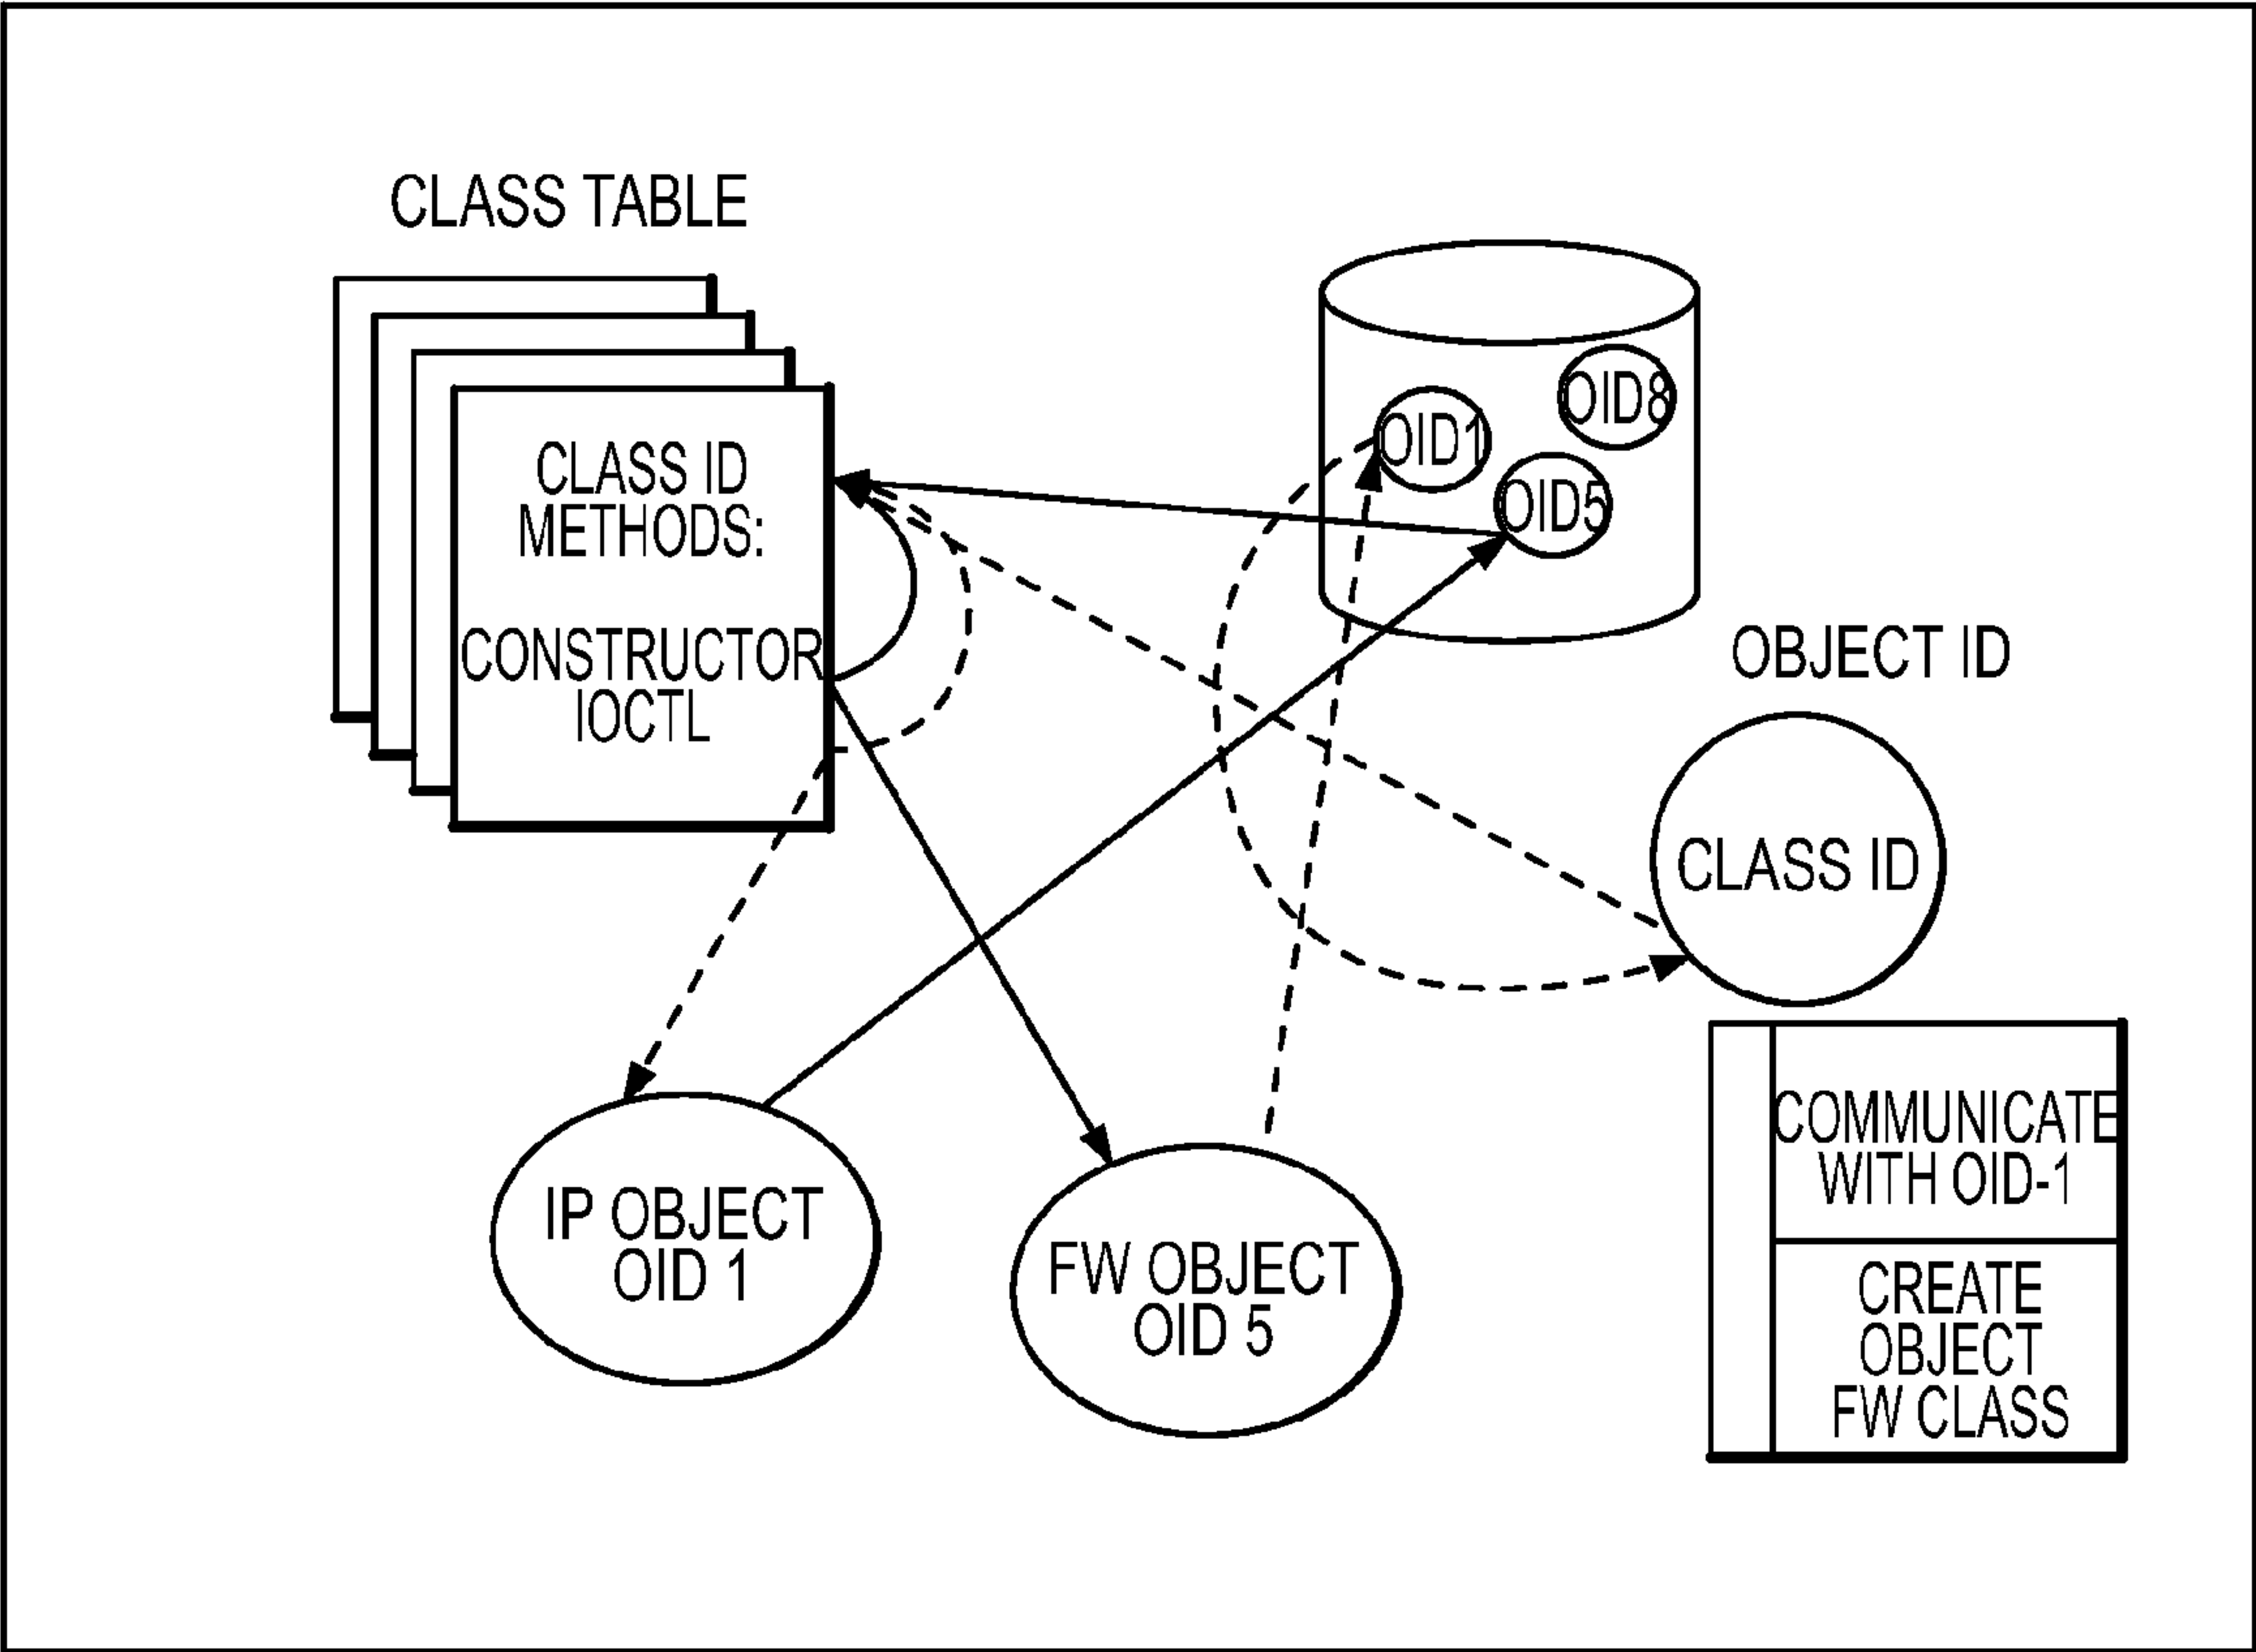 CLASS TABLE
CLASS ID
METHODS:
CONSTRUCTOR
IOCTL
OID8
OID1
OID5
OBJECT ID
CLASS ID
IP OBJECT
OID 1
FW OBJECT
OID 5
COMMUNICATE
WITH OID-1
CREATE
OBJECT
FW CLASS